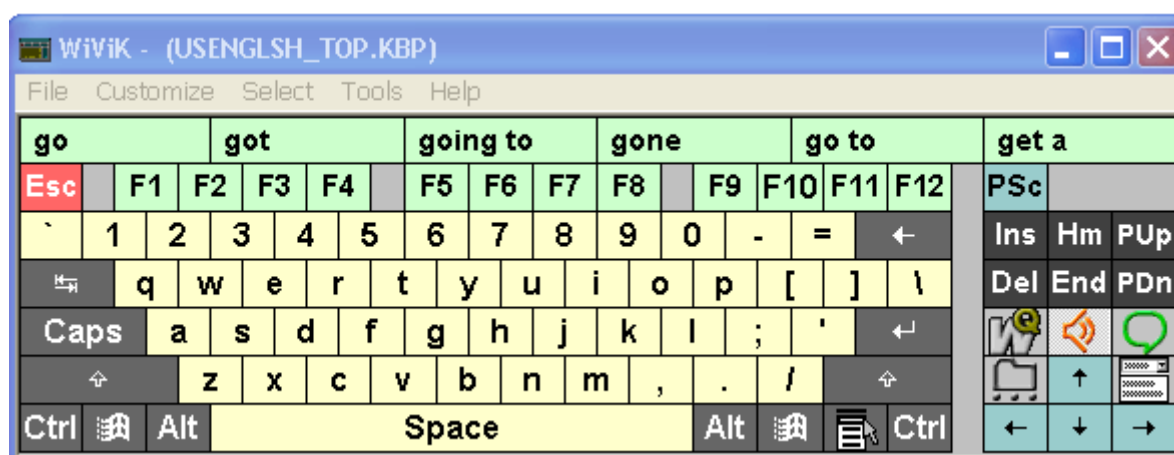 WiViK - (USENGLSH_TOP.KBP)
File Customize Select Tools Help
go got going to gone go to get a
Esc F1 F2 F3 F4 F5 F6 F7 F8 F9 F10 F11 F12 PSc
` 1 2 3 4 5 6 7 8 9 0 - = ← Ins Hm PUp
↹ q w e r t y u i o p [ ] \ Del End PDn
Caps a s d f g h j k l ; ' ↵ W Q
⇧ z x c v b n m , . / ⇧ ↑
Ctrl Alt Space Alt Ctrl ← ↓ →